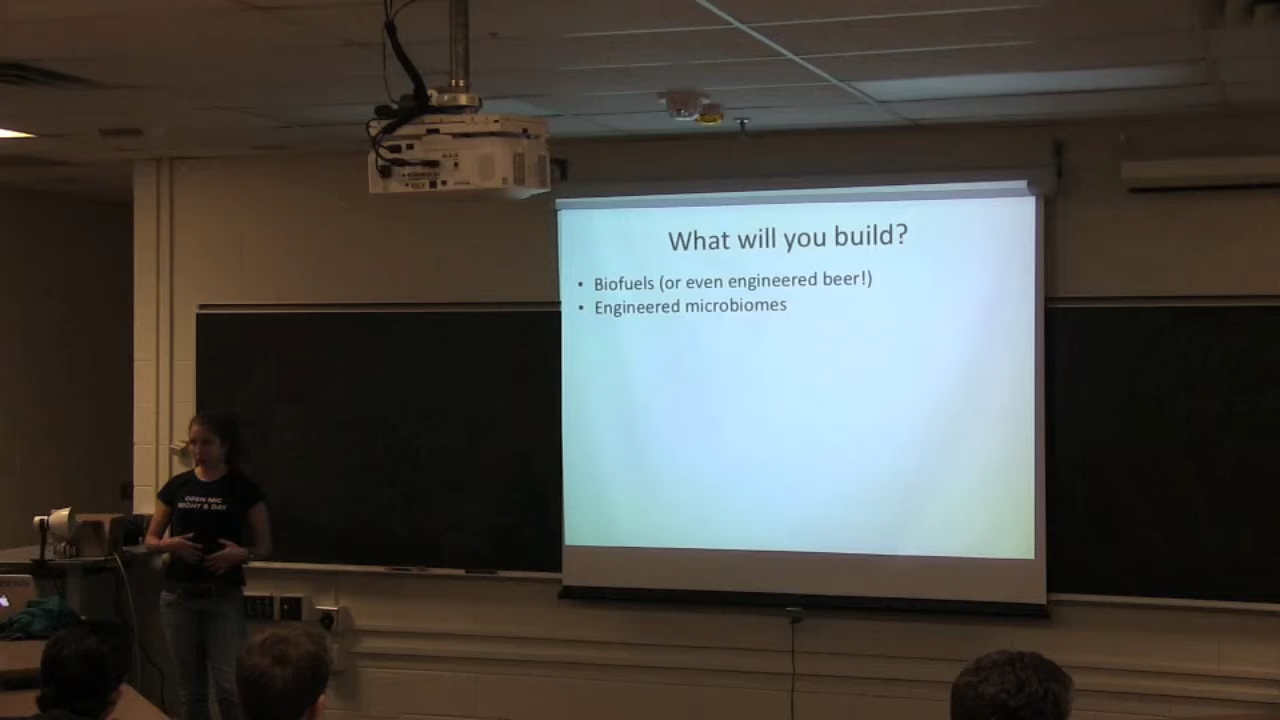 What will you build?
• Biofuels (or even engineered beer!)
• Engineered microbiomes
OPEN MIC
NIGHT & DAY